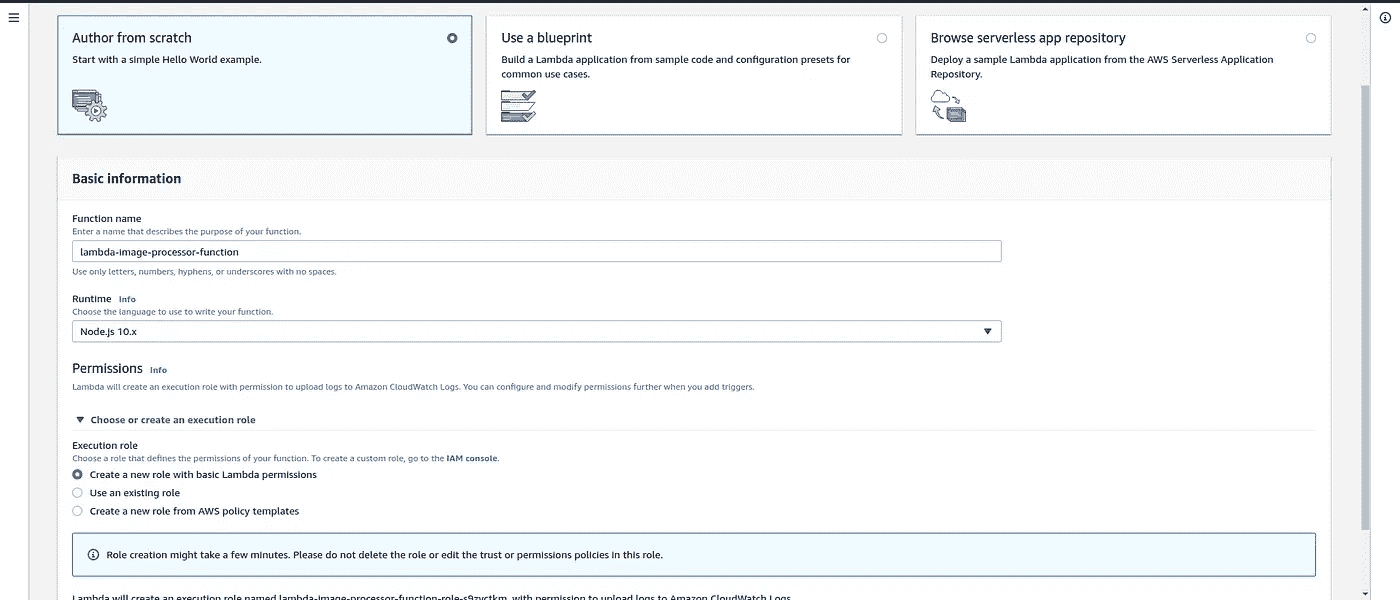 Author from scratch
Start with a simple Hello World example.
Use a blueprint
Build a Lambda application from sample code and configuration presets for
common use cases.
Browse serverless app repository
Deploy a sample Lambda application from the AWS Serverless Application
Repository.
Basic information
Function name
Enter a name that describes the purpose of your function.
lambda-image-processor-function
Use only letters, numbers, hyphens, or underscores with no spaces.
Runtime Info
Choose the language to use to write your function.
Node.js 10.x
Permissions Info
Lambda will create an execution role with permission to upload logs to Amazon CloudWatch Logs. You can configure and modify permissions further when you add triggers.
Choose or create an execution role
Execution role
Choose a role that defines the permissions of your function. To create a custom role, go to the IAM console.
Create a new role with basic Lambda permissions
Use an existing role
Create a new role from AWS policy templates
Role creation might take a few minutes. Please do not delete the role or edit the trust or permissions policies in this role.
Lambda will create an execution role named with permission to upload logs to Amazon CloudWatch Logs.